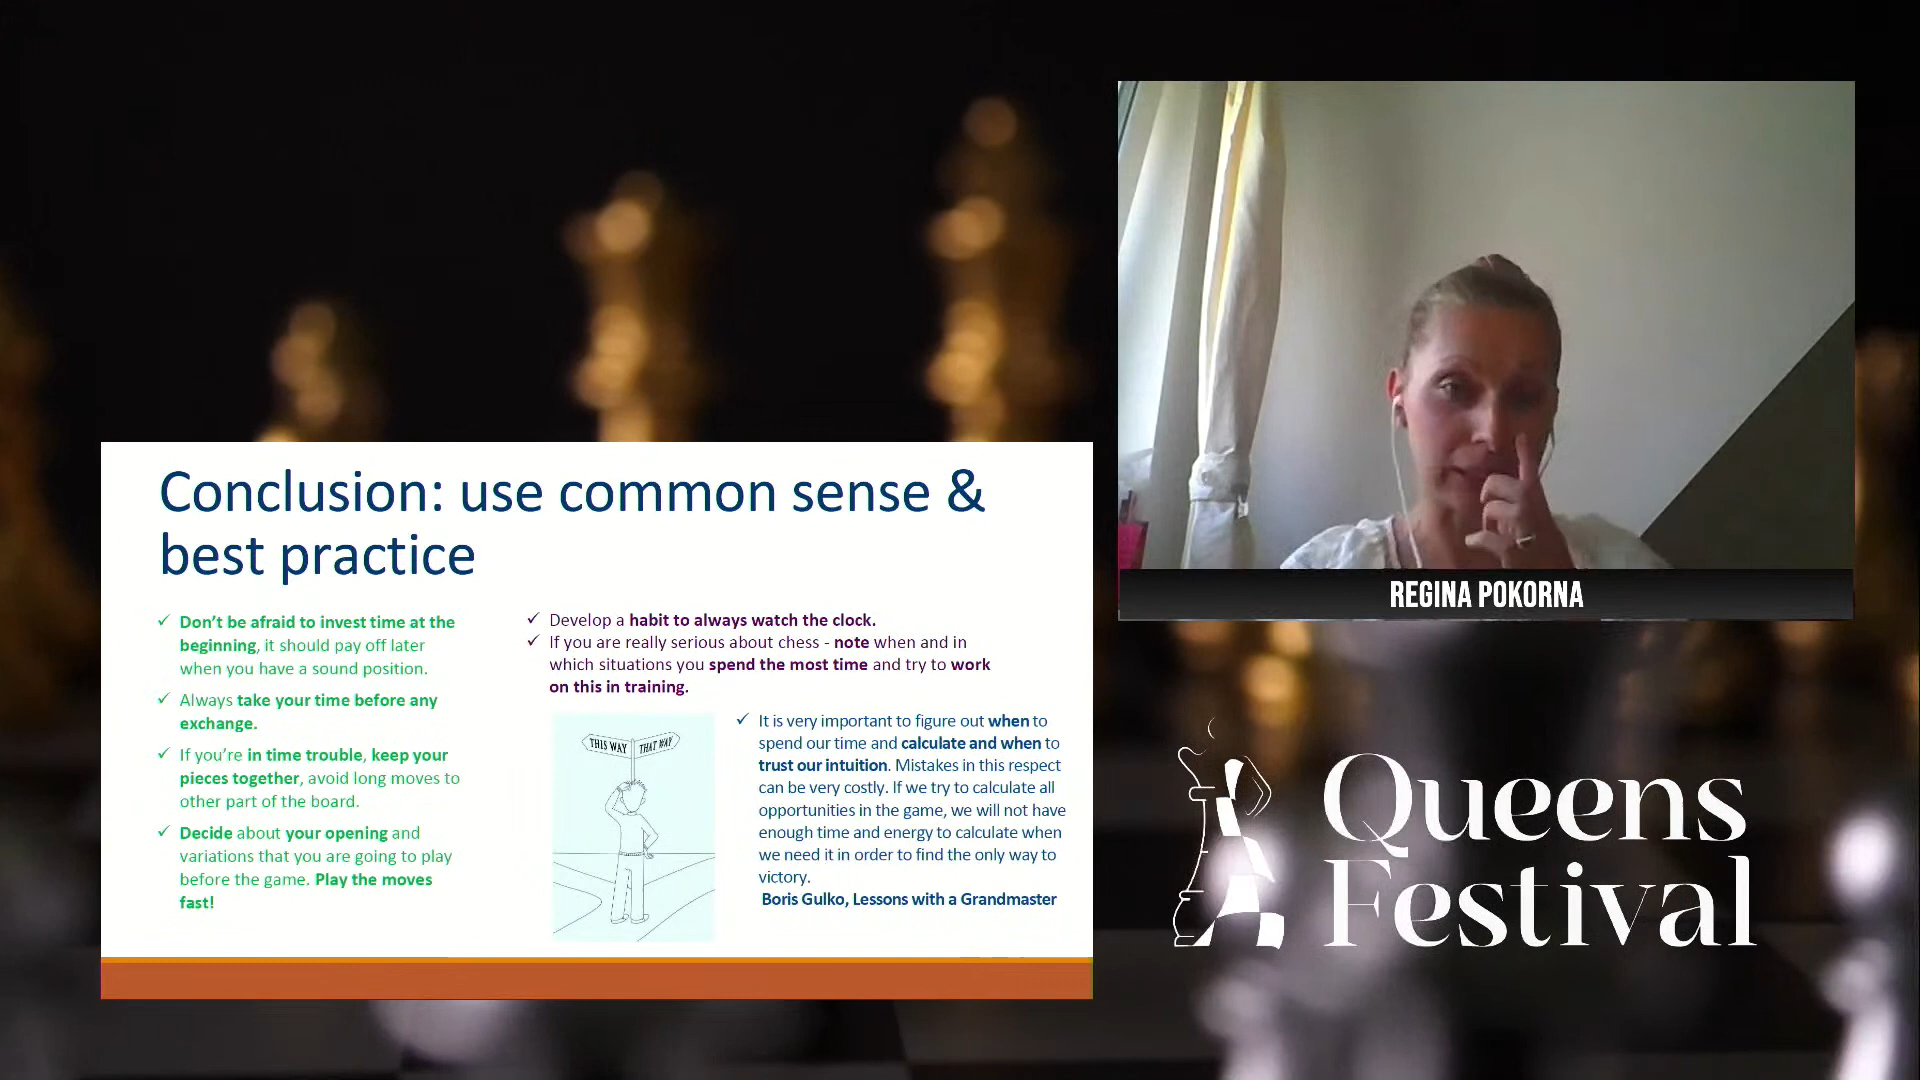 Conclusion: use common sense &
best practice
✓ Don't be afraid to invest time at the
beginning, it should pay off later
when you have a sound position.
✓ Always take your time before any
exchange.
✓ If you're in time trouble, keep your
pieces together, avoid long moves to
other part of the board.
✓ Decide about your opening and
variations that you are going to play
before the game. Play the moves
fast!
✓ Develop a habit to always watch the clock.
✓ If you are really serious about chess - note when and in
which situations you spend the most time and try to work
on this in training.
THIS WAY THAT WAY
✓ It is very important to figure out when to
spend our time and calculate and when to
trust our intuition. Mistakes in this respect
can be very costly. If we try to calculate all
opportunities in the game, we will not have
enough time and energy to calculate when
we need it in order to find the only way to
victory.
Boris Gulko, Lessons with a Grandmaster
REGINA POKORNA
Queens
Festival